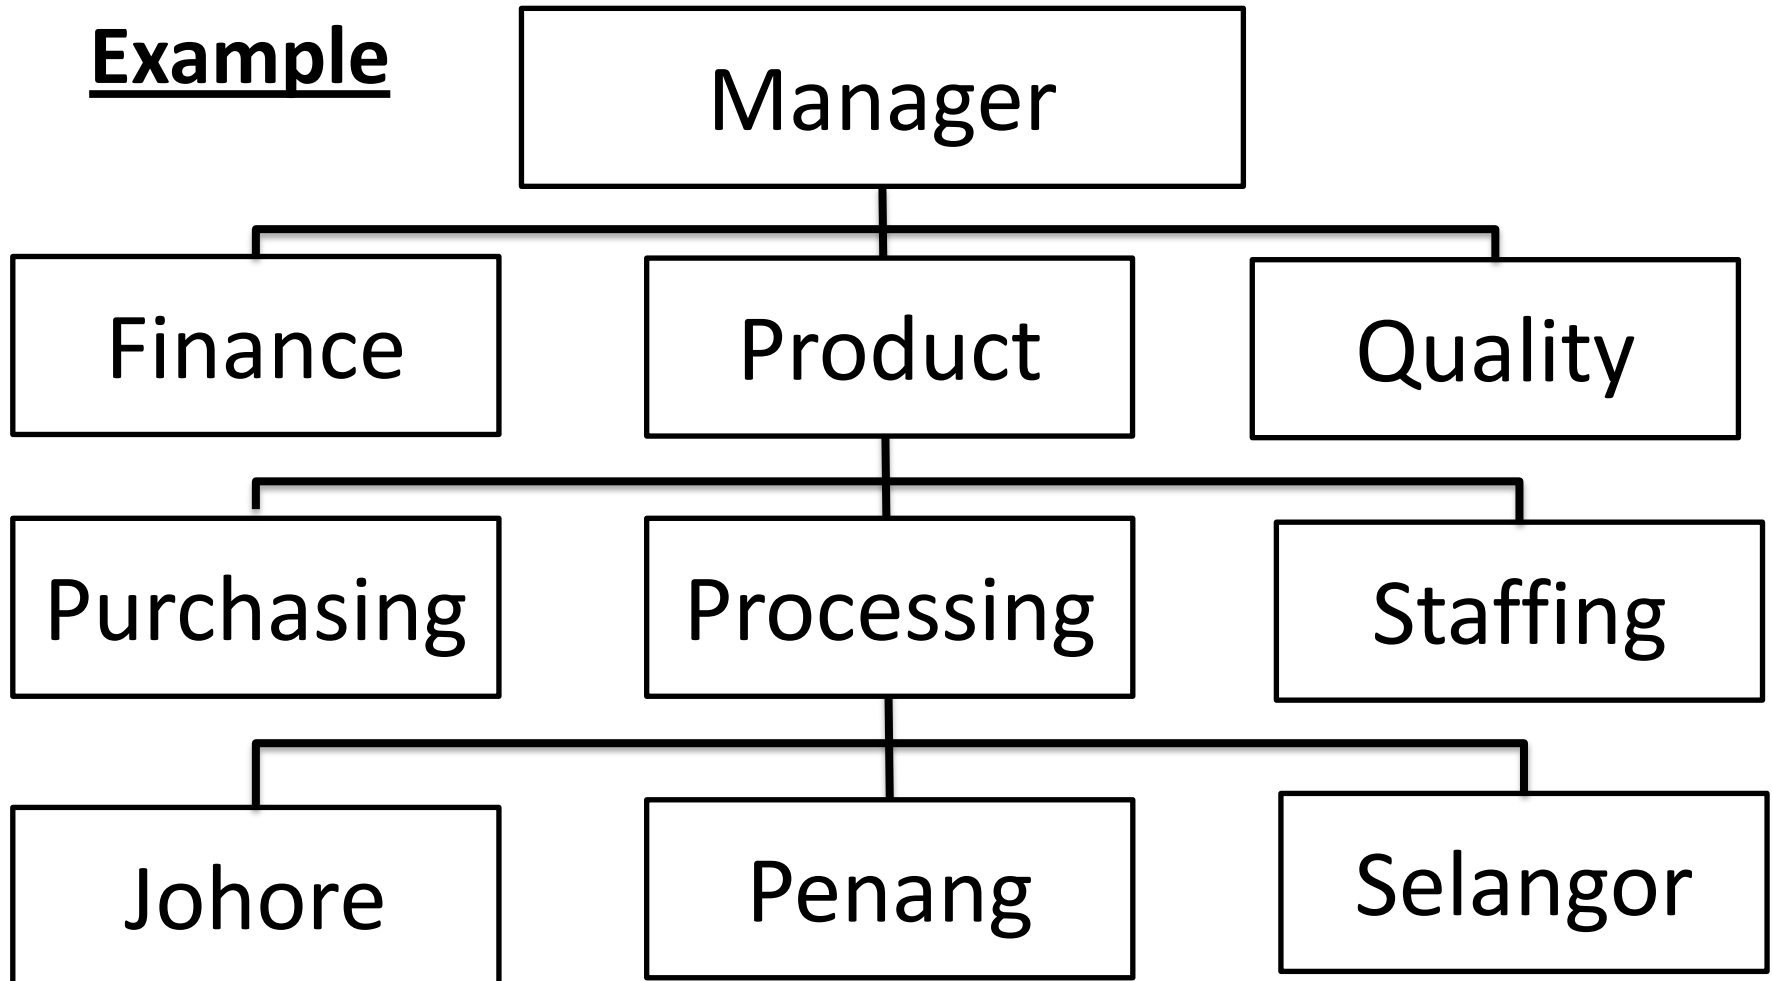 Example
Manager
Finance
Product
Quality
Purchasing
Processing
Staffing
Johore
Penang
Selangor